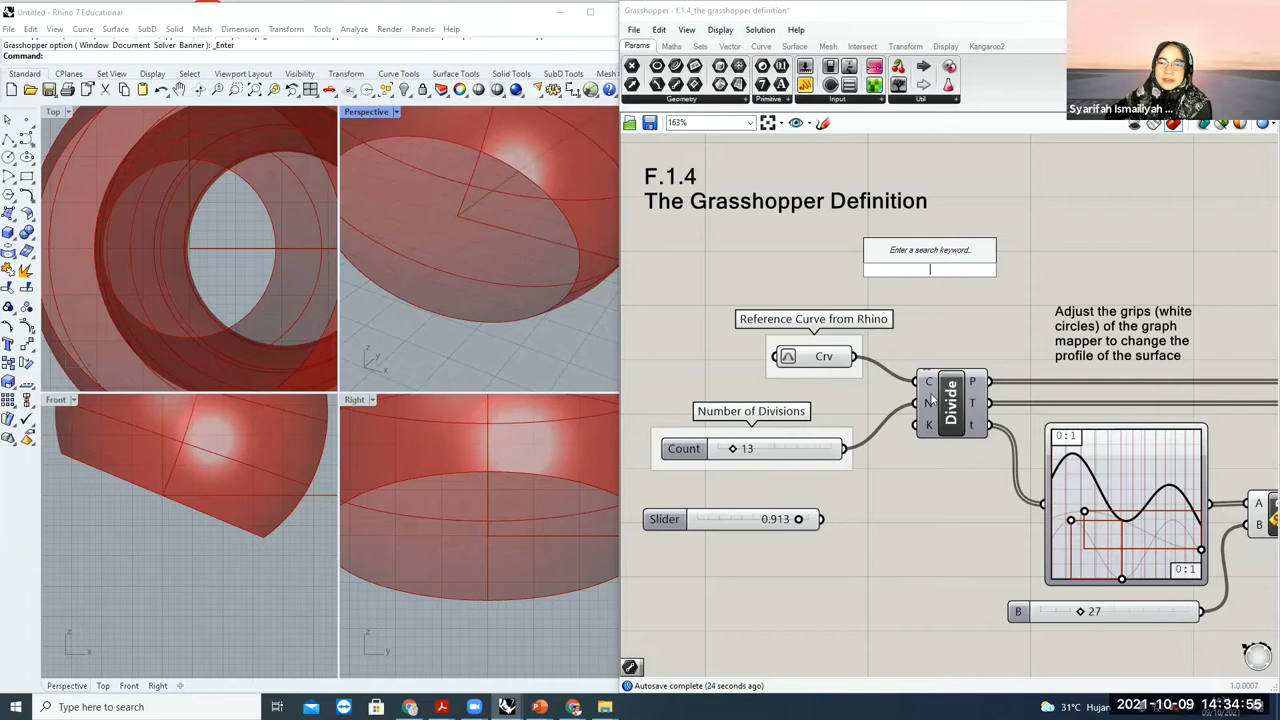 Untitled - Rhino 7 Educational
File Edit View Curve Surface SubD Solid Mesh Dimension Transform Tools Analyze Render Panels Help
Grasshopper option ( Window Document Solver Banner ): _Enter
Command:
Standard CPlanes Set View Display Select Viewport Layout Visibility Transform Curve Tools Surface Tools Solid Tools SubD Tools Mesh
Top
Perspective
z
x
y
Front
Right
z
x
z
y
Perspective Top Front Right
Grasshopper - F.1.4_the grasshopper definition*
File Edit View Display Solution Help
Params Maths Sets Vector Curve Surface Mesh Intersect Transform Display Kangaroo2
Geometry Primitive Input Util
163%
Syarifah Ismailiyah ...
F.1.4
The Grasshopper Definition
Enter a search keyword..
Reference Curve from Rhino
Crv
Number of Divisions
Count 13
Slider 0.913
C N K Divide P T t
Adjust the grips (white
circles) of the graph
mapper to change the
profile of the surface
0:1
0:1
A
B
B 27
Autosave complete (24 seconds ago)
1.0.0007
Type here to search
31°C Hujan
2021-10-09 14:34:55